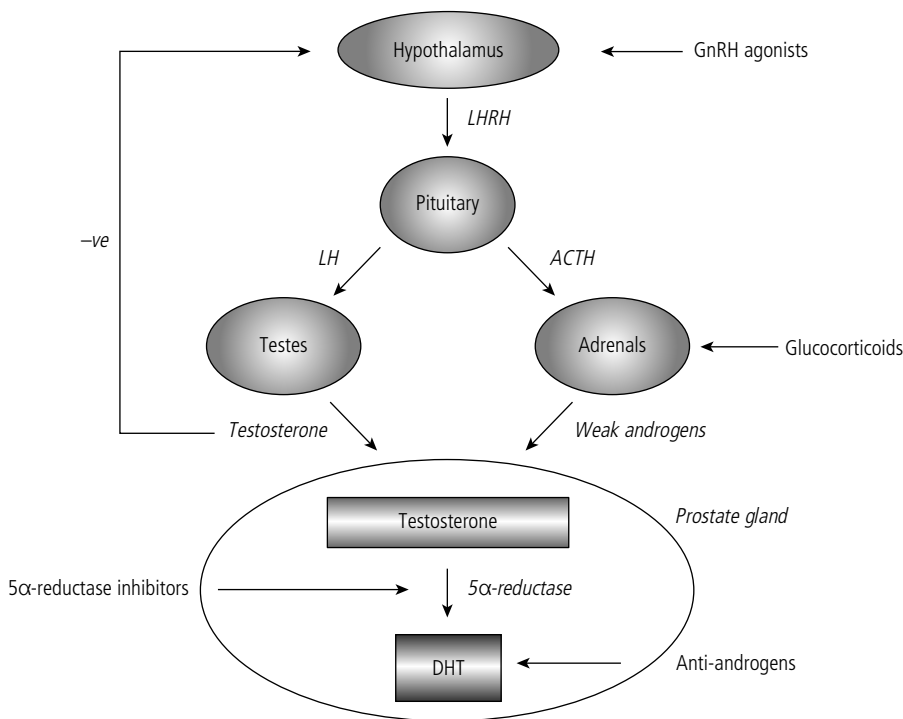 Hypothalamus
GnRH agonists
LHRH
Pituitary
–ve
LH
ACTH
Testes
Adrenals
Glucocorticoids
Testosterone
Weak androgens
Testosterone
Prostate gland
5α-reductase inhibitors
5α-reductase
DHT
Anti-androgens